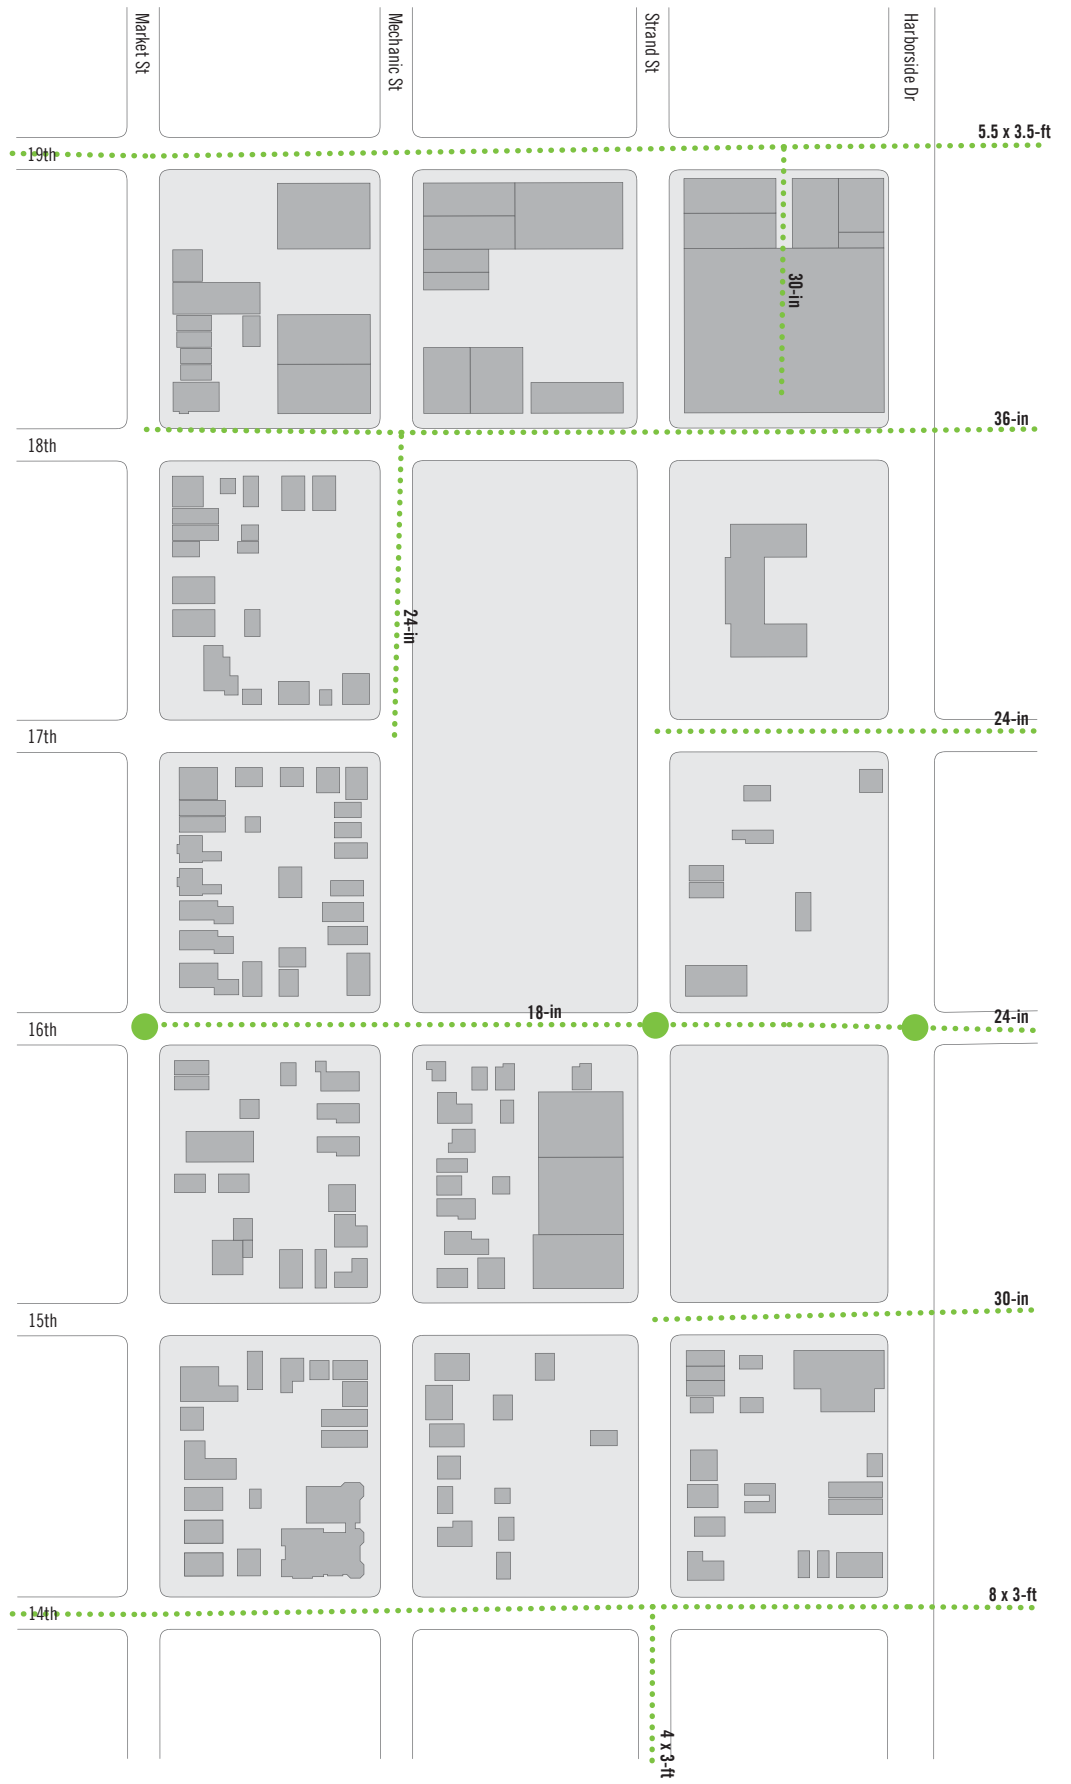 Market St
Mechanic St
Strand St
Harborside Dr
5.5 x 3.5-ft
19th
30-in
36-in
18th
24-in
24-in
17th
18-in
24-in
16th
30-in
15th
8 x 3-ft
14th
4 x 3-ft